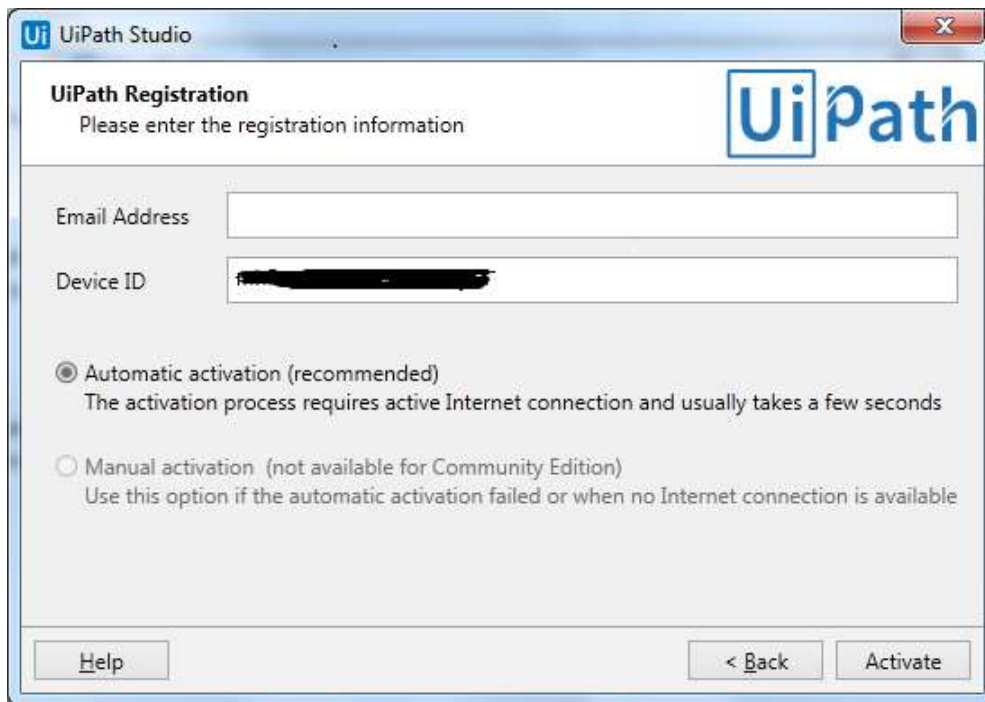 Ui UiPath Studio
UiPath Registration
Please enter the registration information
UiPath
Email Address
Device ID
Automatic activation (recommended)
The activation process requires active Internet connection and usually takes a few seconds
Manual activation (not available for Community Edition)
Use this option if the automatic activation failed or when no Internet connection is available
Help
< Back
Activate